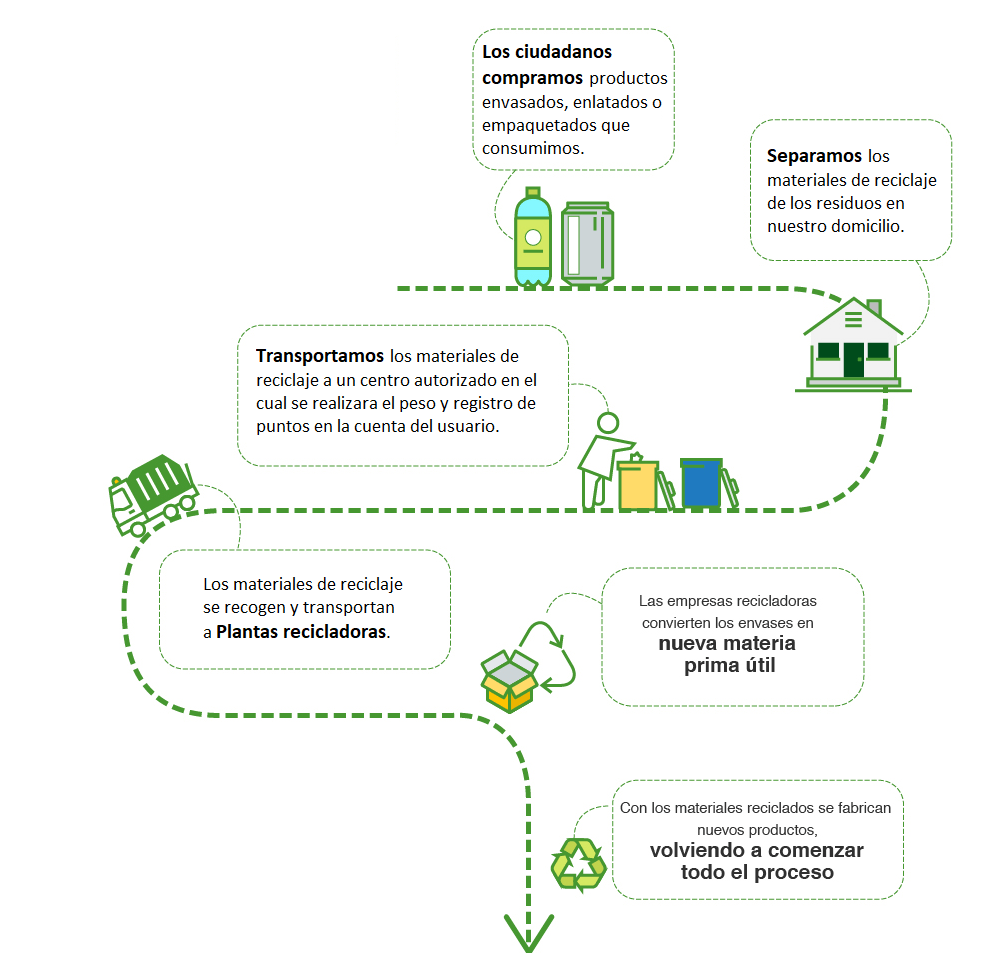 Los ciudadanos
compramos productos
envasados, enlatados o
empaquetados que
consumimos.
Separamos los
materiales de reciclaje
de los residuos en
nuestro domicilio.
Transportamos los materiales de
reciclaje a un centro autorizado en el
cual se realizara el peso y registro de
puntos en la cuenta del usuario.
Los materiales de reciclaje
se recogen y transportan
a Plantas recicladoras.
Las empresas recicladoras
convierten los envases en
nueva materia
prima útil
Con los materiales reciclados se fabrican
nuevos productos,
volviendo a comenzar
todo el proceso